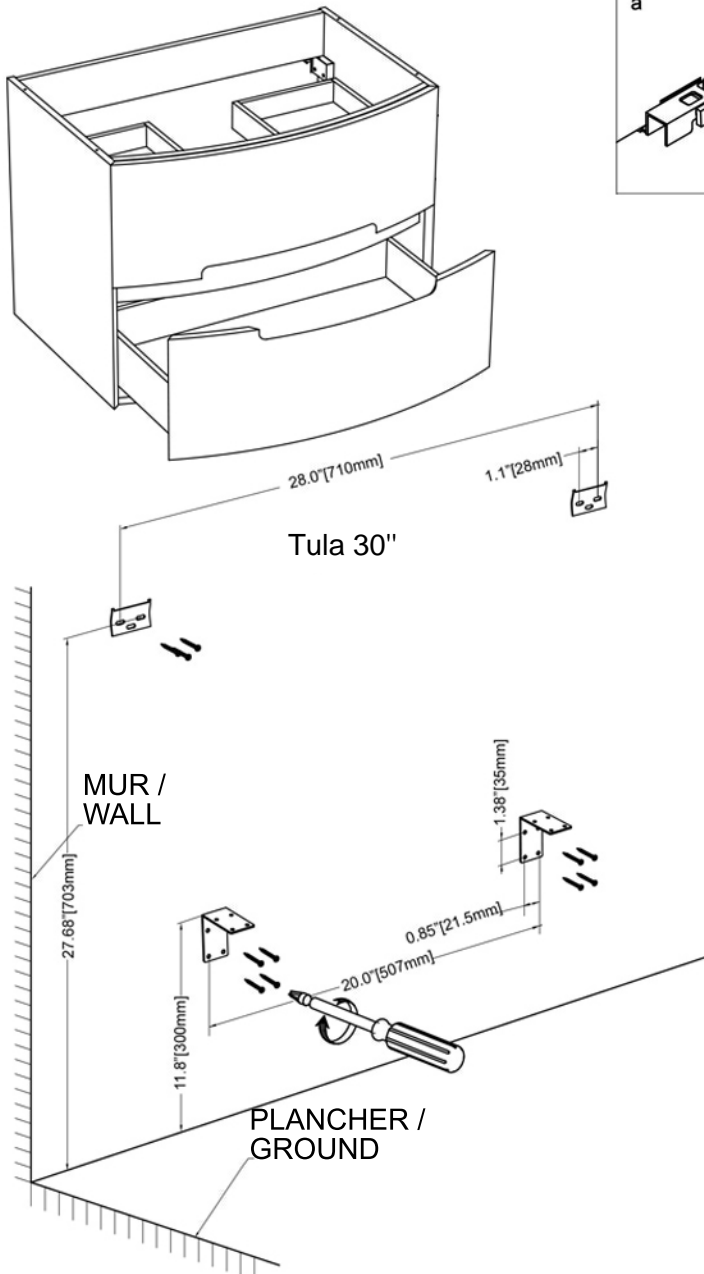 a
28.0"[710mm]
1.1"[28mm]
Tula 30"
MUR /
WALL
1.38"[35mm]
27.68"[703mm]
0.85"[21.5mm]
20.0"[507mm]
11.8"[300mm]
PLANCHER /
GROUND